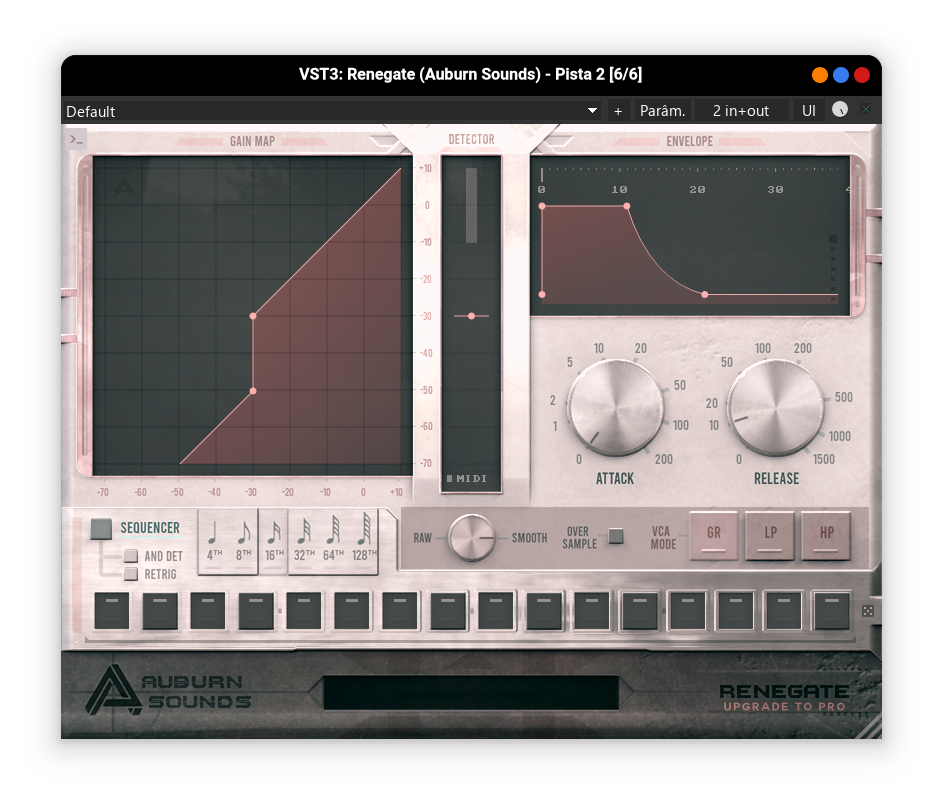 VST3: Renegate (Auburn Sounds) - Pista 2 [6/6]
Default + Parâm. 2 in+out UI
>_ GAIN MAP DETECTOR ENVELOPE
+10
0
-10
-20
-30
-40
-50
-60
-70
MIDI
-70 -60 -50 -40 -30 -20 -10 0 +10
0 10 20 30
0 1 2 5 10 20 50 100 200
ATTACK
0 10 20 50 100 200 500 1000 1500
RELEASE
SEQUENCER
AND DET
RETRIG
4TH 8TH 16TH 32TH 64TH 128TH
RAW SMOOTH
OVER
SAMPLE
VCA
MODE
GR LP HP
AUBURN
SOUNDS
RENEGATE
UPGRADE TO PRO